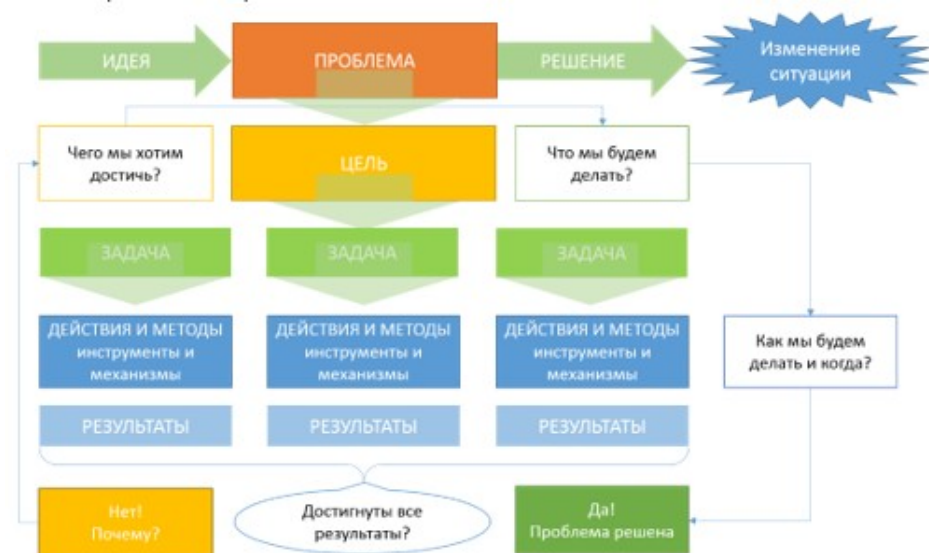 ИДЕЯ
ПРОБЛЕМА
РЕШЕНИЕ
Изменение
ситуации
Чего мы хотим
достичь?
ЦЕЛЬ
Что мы будем
делать?
ЗАДАЧА
ЗАДАЧА
ЗАДАЧА
ДЕЙСТВИЯ И МЕТОДЫ
инструменты и
механизмы
ДЕЙСТВИЯ И МЕТОДЫ
инструменты и
механизмы
ДЕЙСТВИЯ И МЕТОДЫ
инструменты и
механизмы
Как мы будем
делать и когда?
РЕЗУЛЬТАТЫ
РЕЗУЛЬТАТЫ
РЕЗУЛЬТАТЫ
Нет!
Почему?
Достигнуты все
результаты?
Да!
Проблема решена